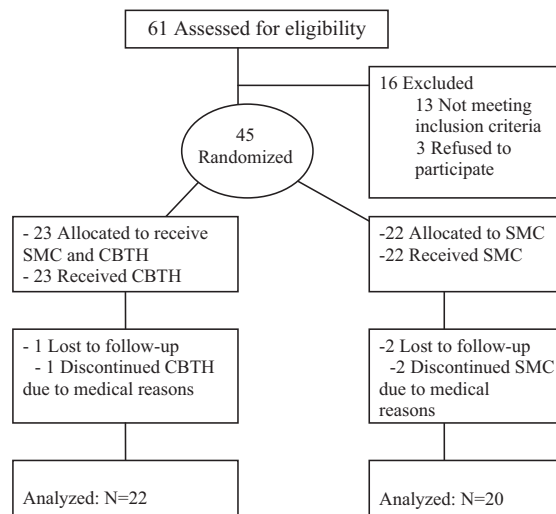 61 Assessed for eligibility
16 Excluded
13 Not meeting
inclusion criteria
3 Refused to
participate
45
Randomized
- 23 Allocated to receive
SMC and CBTH
- 23 Received CBTH
-22 Allocated to SMC
-22 Received SMC
- 1 Lost to follow-up
- 1 Discontinued CBTH
due to medical reasons
-2 Lost to follow-up
-2 Discontinued SMC
due to medical
reasons
Analyzed: N=22
Analyzed: N=20